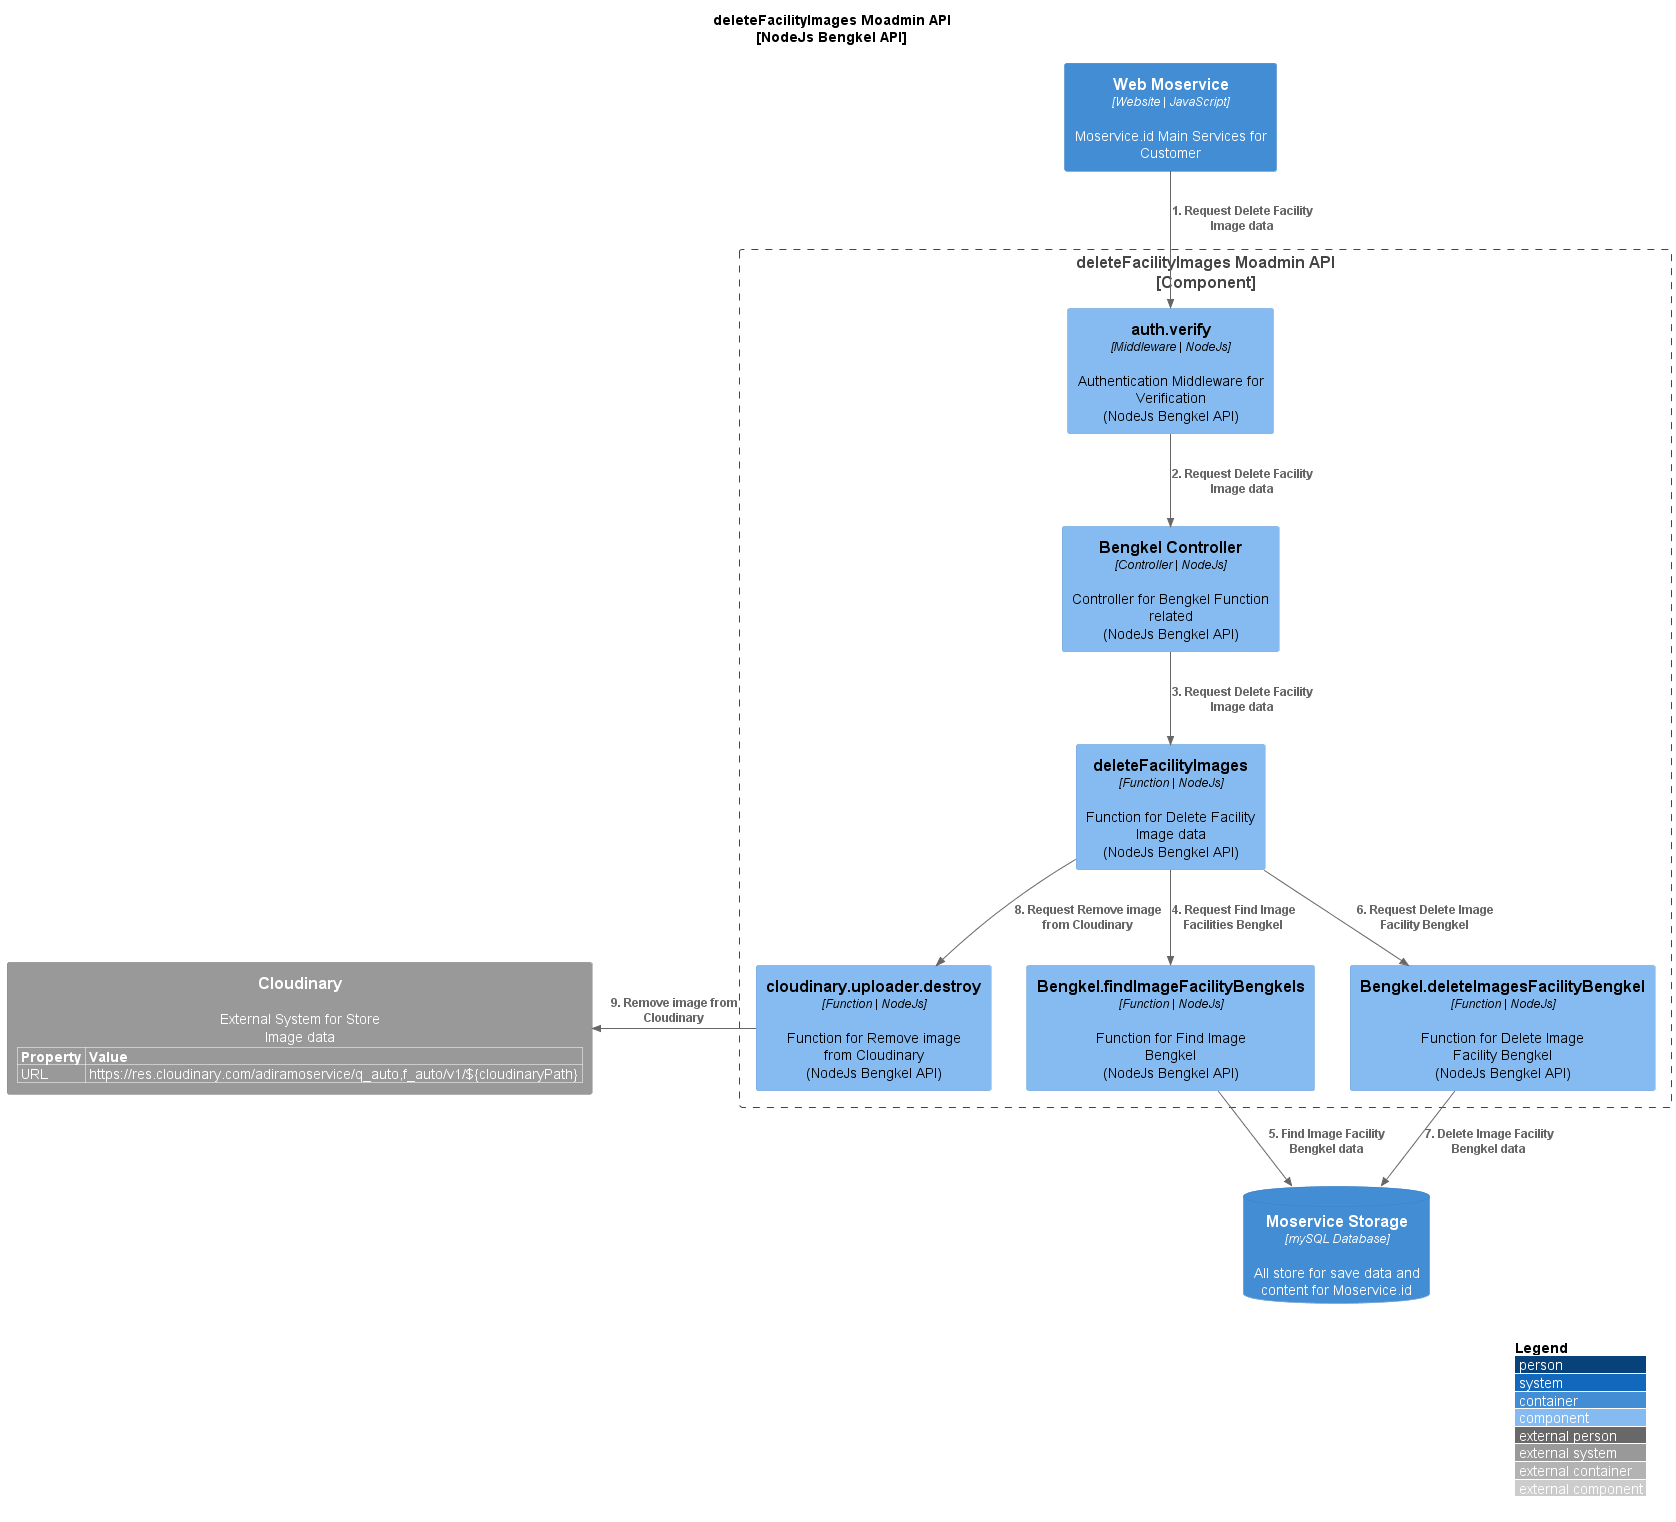 deleteFacilityImages Moadmin API
[NodeJs Bengkel API]
Web Moservice
[Website | JavaScript]
Moservice.id Main Services for
Customer
1. Request Delete Facility
Image data
deleteFacilityImages Moadmin API
[Component]
auth.verify
[Middleware | NodeJs]
Authentication Middleware for
Verification
(NodeJs Bengkel API)
2. Request Delete Facility
Image data
Bengkel Controller
[Controller | NodeJs]
Controller for Bengkel Function
related
(NodeJs Bengkel API)
3. Request Delete Facility
Image data
deleteFacilityImages
[Function | NodeJs]
Function for Delete Facility
Image data
(NodeJs Bengkel API)
8. Request Remove image
from Cloudinary
4. Request Find Image
Facilities Bengkel
6. Request Delete Image
Facility Bengkel
Cloudinary
External System for Store
Image data
Property Value
URL https://res.cloudinary.com/adiramoservice/q_auto,f_auto/v1/${cloudinaryPath}
9. Remove image from
Cloudinary
cloudinary.uploader.destroy
[Function | NodeJs]
Function for Remove image
from Cloudinary
(NodeJs Bengkel API)
Bengkel.findImageFacilityBengkels
[Function | NodeJs]
Function for Find Image
Bengkel
(NodeJs Bengkel API)
Bengkel.deleteImagesFacilityBengkel
[Function | NodeJs]
Function for Delete Image
Facility Bengkel
(NodeJs Bengkel API)
5. Find Image Facility
Bengkel data
7. Delete Image Facility
Bengkel data
Moservice Storage
[mySQL Database]
All store for save data and
content for Moservice.id
Legend
person
system
container
component
external person
external system
external container
external component